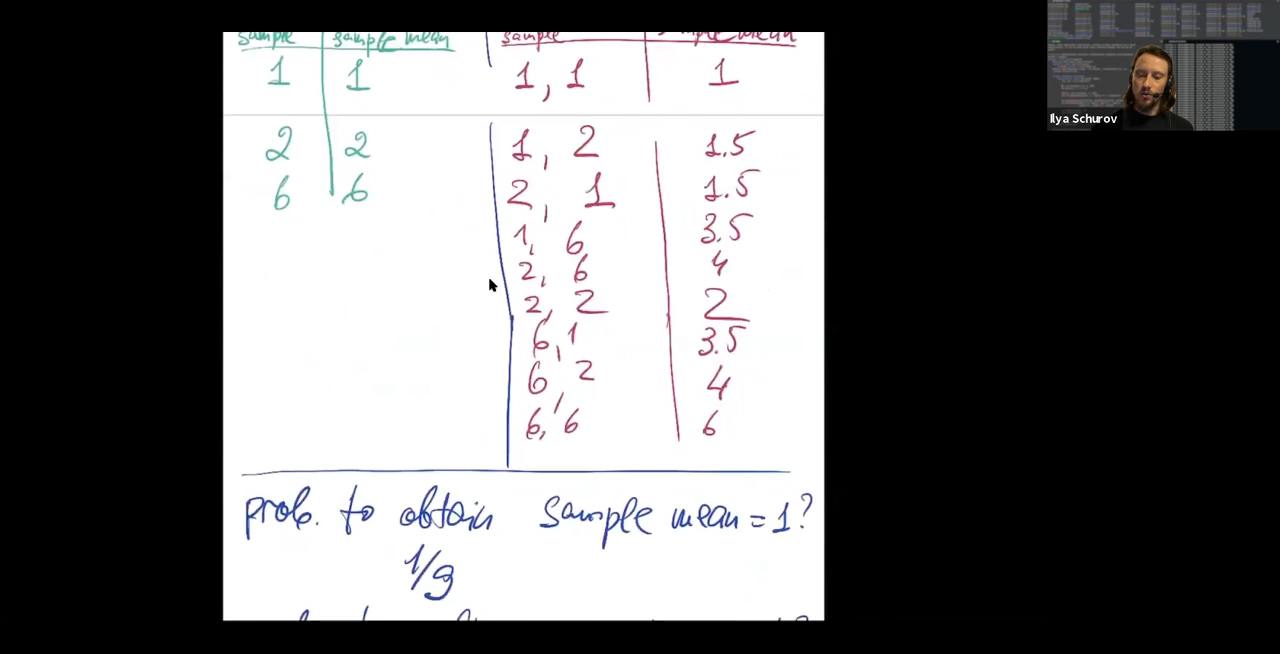 sample sample mean sample sample mean
1 1 1, 1 1
2 2 1, 2 1.5
6 6 2, 1 1.5
1, 6 3.5
2, 6 4
2, 2 2
6, 1 3.5
6, 2 4
6, 6 6
prob. to obtain sample mean = 1?
1/9
Ilya Schurov